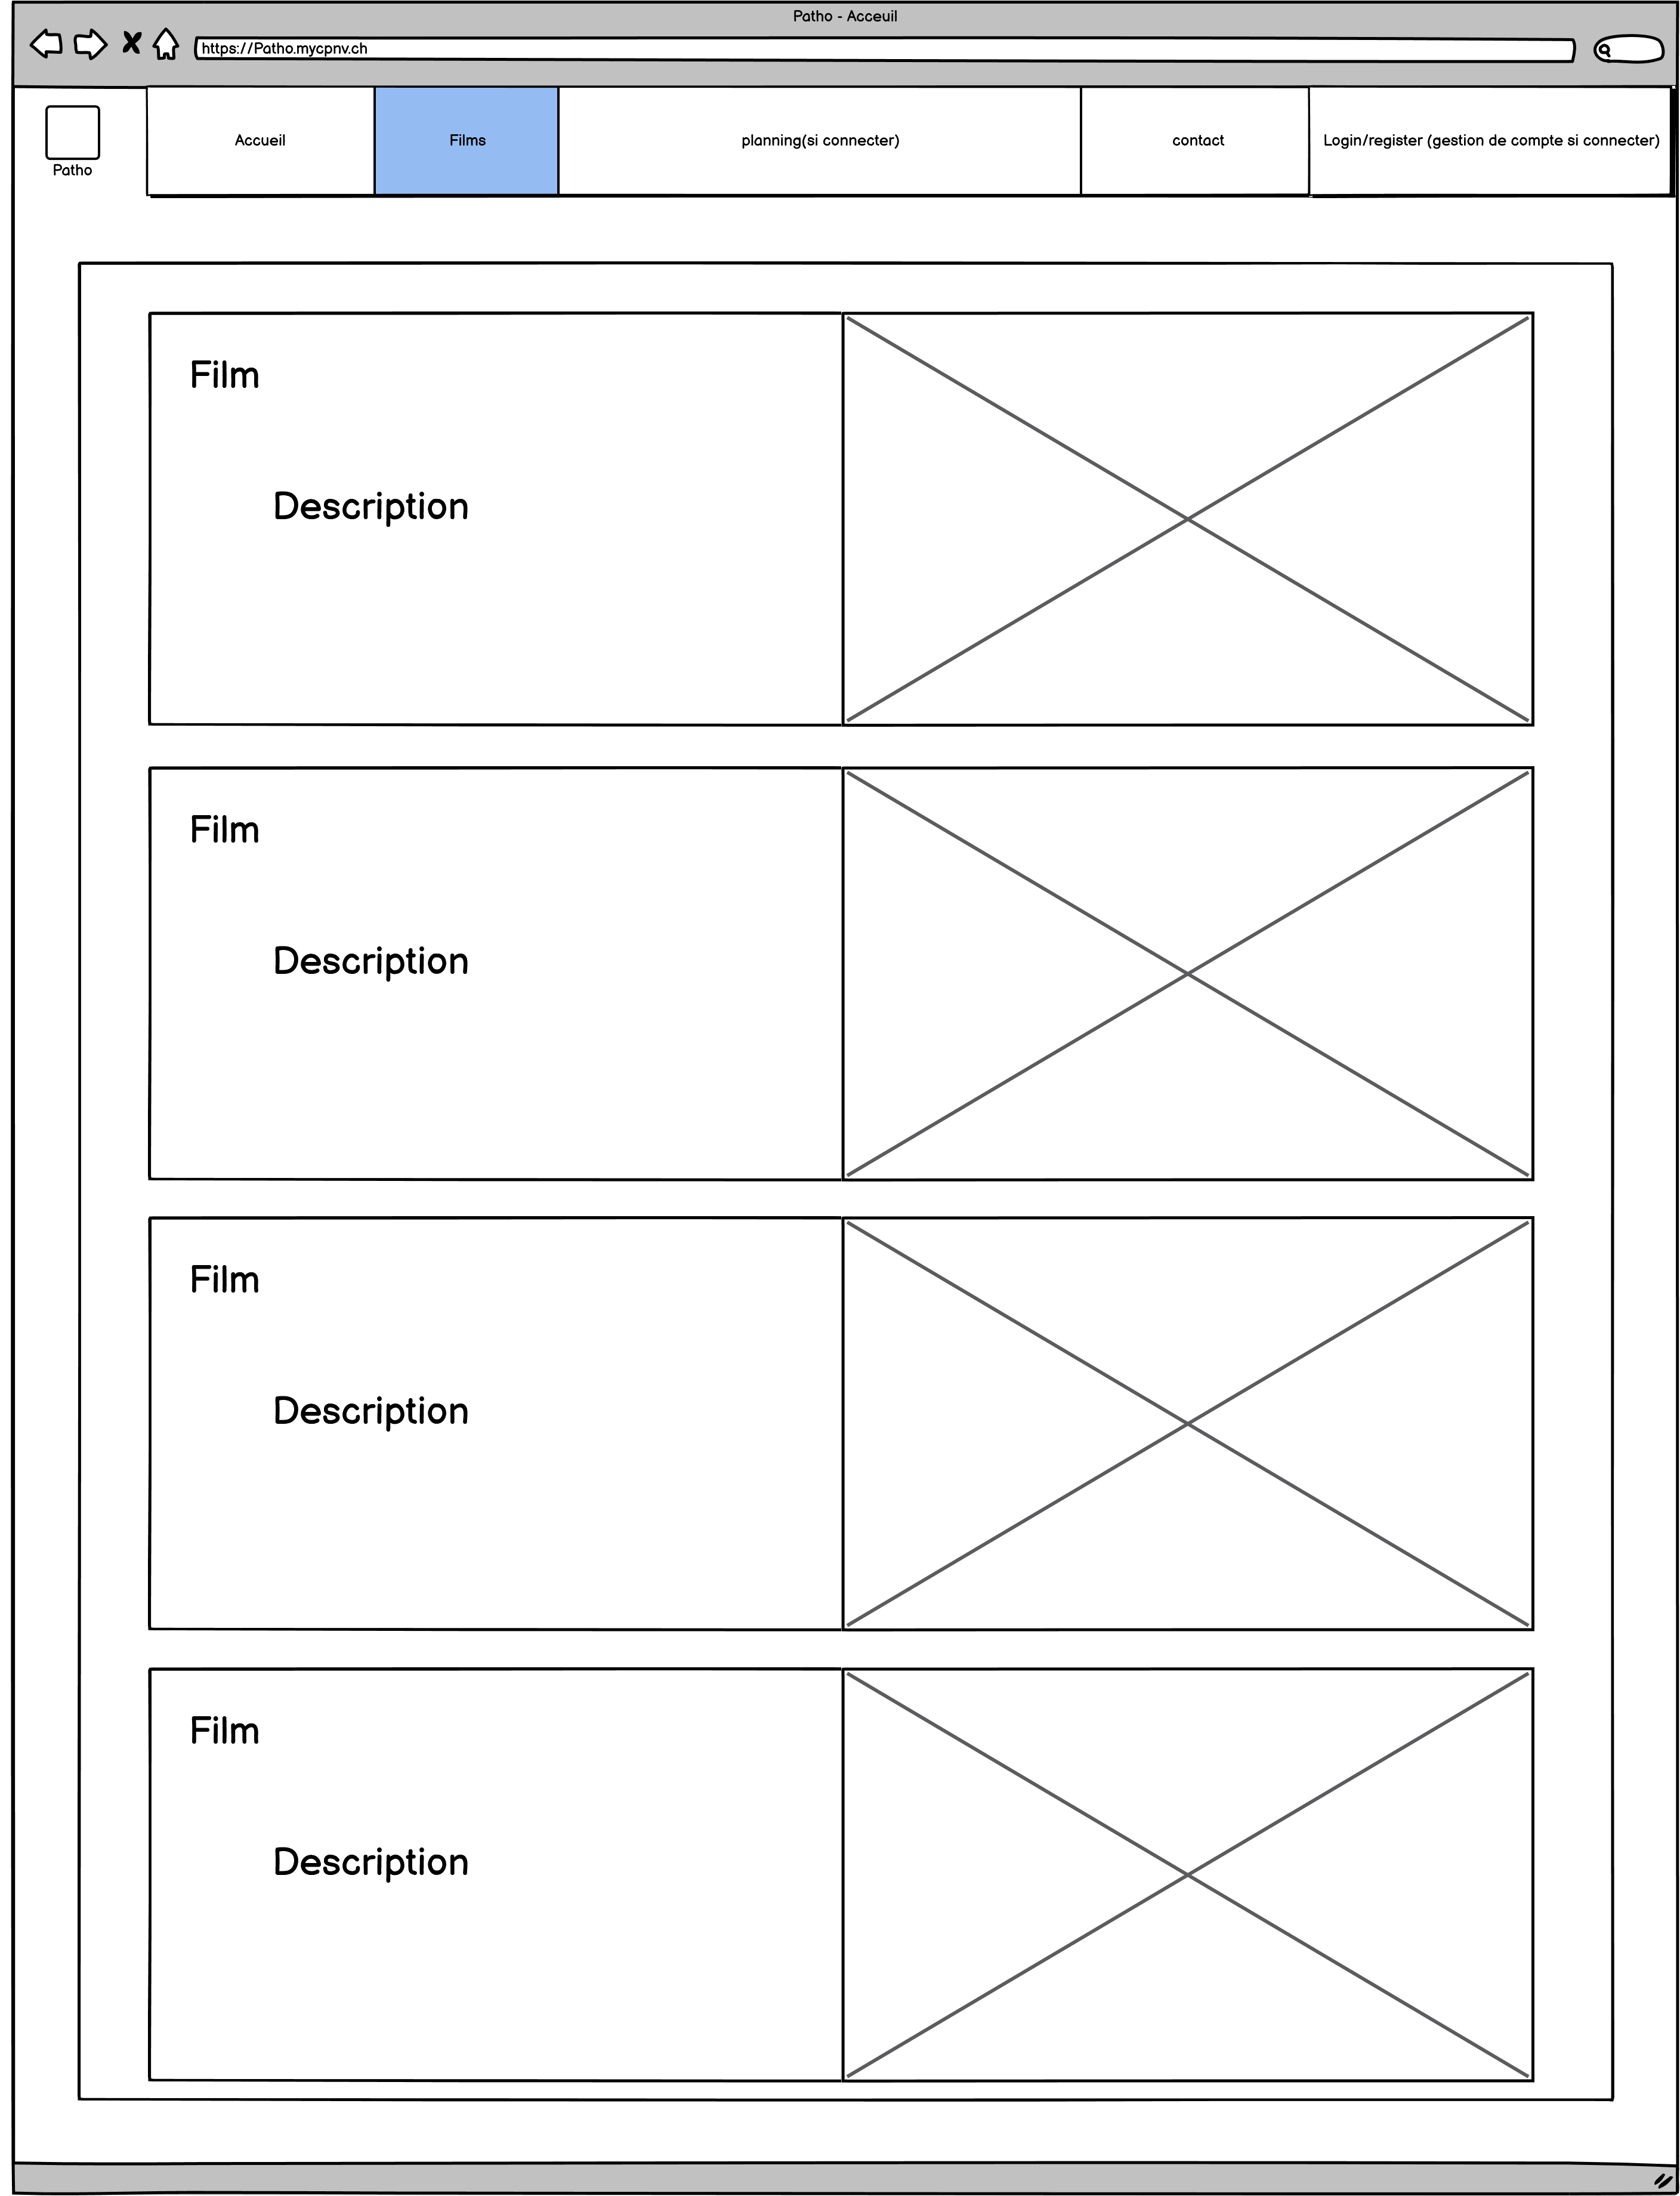 Patho - Acceuil
https://Patho.mycpnv.ch
Patho
Accueil
Films
planning(si connecter)
contact
Login/register (gestion de compte si connecter)
Film
Description
Film
Description
Film
Description
Film
Description